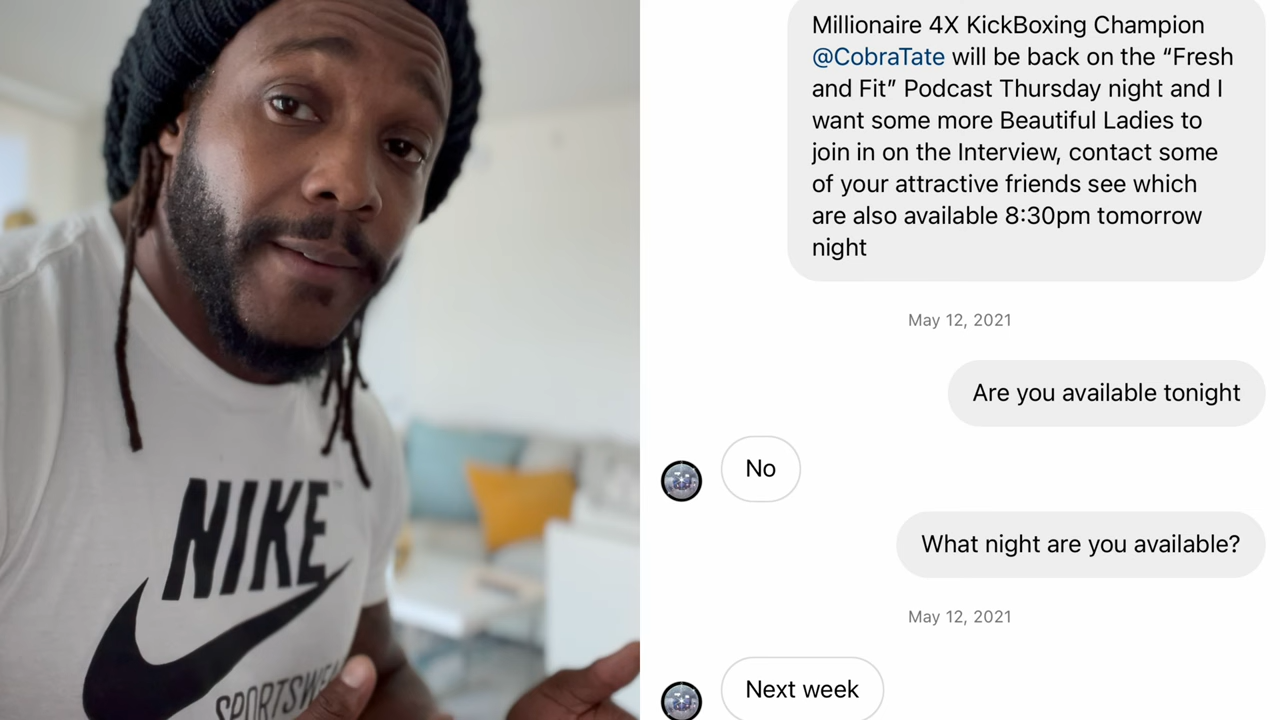 NIKE
SPORTSWEA
Millionaire 4X KickBoxing Champion
@CobraTate will be back on the “Fresh
and Fit” Podcast Thursday night and I
want some more Beautiful Ladies to
join in on the Interview, contact some
of your attractive friends see which
are also available 8:30pm tomorrow
night
May 12, 2021
Are you available tonight
No
What night are you available?
May 12, 2021
Next week